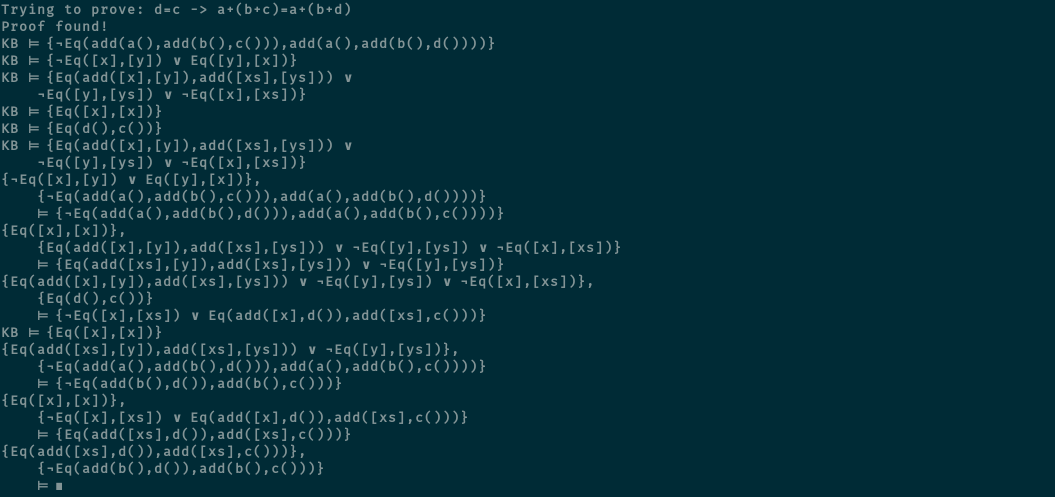 Trying to prove: d=c -> a+(b+c)=a+(b+d)
Proof found!
KB ⊨ {¬Eq(add(a(),add(b(),c())),add(a(),add(b(),d())))}
KB ⊨ {¬Eq([x],[y]) ∨ Eq([y],[x])}
KB ⊨ {Eq(add([x],[y]),add([xs],[ys])) ∨
    ¬Eq([y],[ys]) ∨ ¬Eq([x],[xs])}
KB ⊨ {Eq([x],[x])}
KB ⊨ {Eq(d(),c())}
KB ⊨ {Eq(add([x],[y]),add([xs],[ys])) ∨
    ¬Eq([y],[ys]) ∨ ¬Eq([x],[xs])}
{¬Eq([x],[y]) ∨ Eq([y],[x])},
    {¬Eq(add(a(),add(b(),c())),add(a(),add(b(),d())))}
    ⊨ {¬Eq(add(a(),add(b(),d())),add(a(),add(b(),c())))}
{Eq([x],[x])},
    {Eq(add([x],[y]),add([xs],[ys])) ∨ ¬Eq([y],[ys]) ∨ ¬Eq([x],[xs])}
    ⊨ {Eq(add([xs],[y]),add([xs],[ys])) ∨ ¬Eq([y],[ys])}
{Eq(add([x],[y]),add([xs],[ys])) ∨ ¬Eq([y],[ys]) ∨ ¬Eq([x],[xs])},
    {Eq(d(),c())}
    ⊨ {¬Eq([x],[xs]) ∨ Eq(add([x],d()),add([xs],c()))}
KB ⊨ {Eq([x],[x])}
{Eq(add([xs],[y]),add([xs],[ys])) ∨ ¬Eq([y],[ys])},
    {¬Eq(add(a(),add(b(),d())),add(a(),add(b(),c())))}
    ⊨ {¬Eq(add(b(),d()),add(b(),c()))}
{Eq([x],[x])},
    {¬Eq([x],[xs]) ∨ Eq(add([x],d()),add([xs],c()))}
    ⊨ {Eq(add([xs],d()),add([xs],c()))}
{Eq(add([xs],d()),add([xs],c()))},
    {¬Eq(add(b(),d()),add(b(),c()))}
    ⊨ ∎